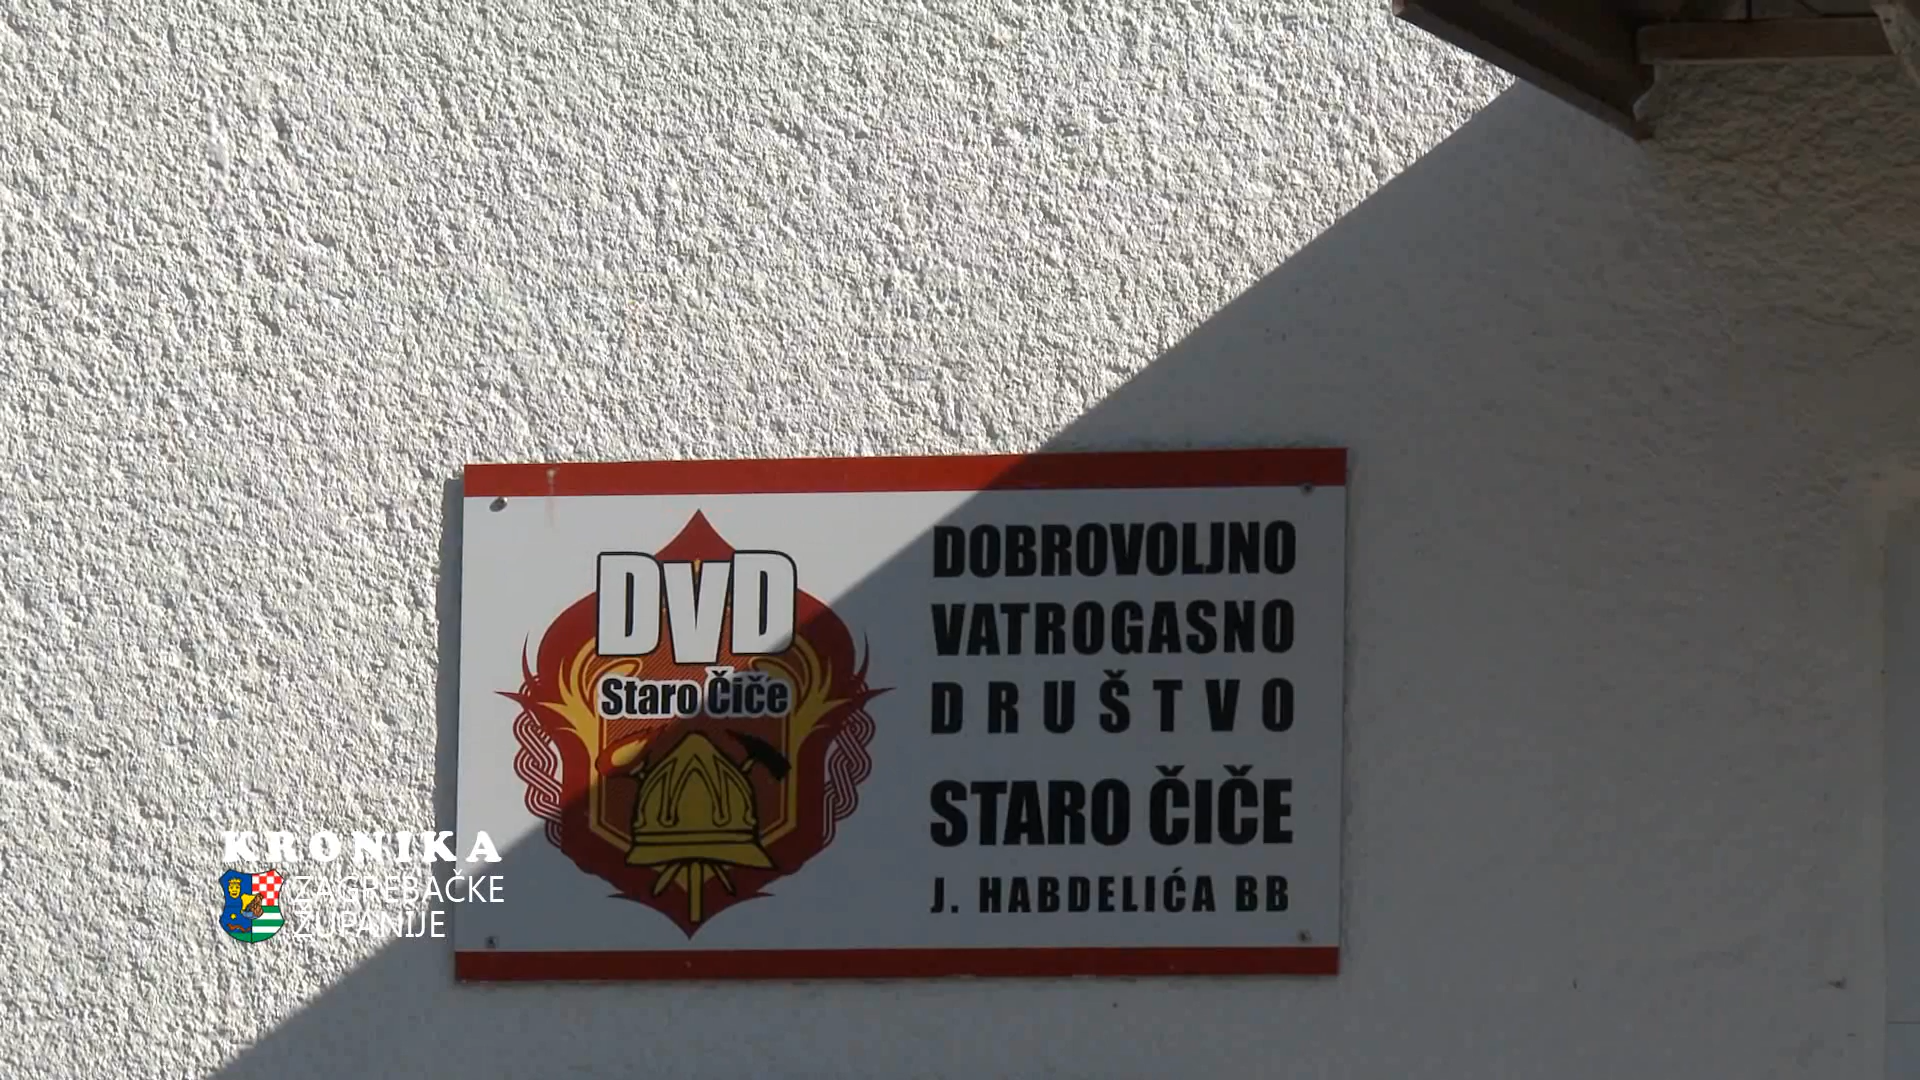 DVD
Staro Čiče
DOBROVOLJNO
VATROGASNO
DRUŠTVO
STARO ČIČE
J. HABDELIĆA BB
KRONIKA
ZAGREBAČKE
ŽUPANIJE